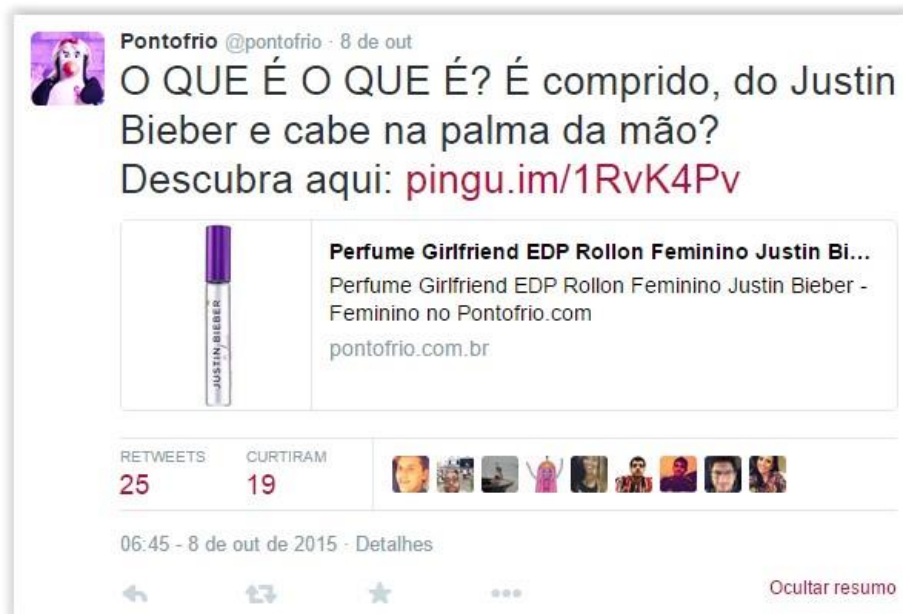 Pontofrio @pontofrio · 8 de out
O QUE É O QUE É? É comprido, do Justin
Bieber e cabe na palma da mão?
Descubra aqui: pingu.im/1RvK4Pv
JUSTIN BIEBER
Perfume Girlfriend EDP Rollon Feminino Justin Bi...
Perfume Girlfriend EDP Rollon Feminino Justin Bieber -
Feminino no Pontofrio.com
pontofrio.com.br
RETWEETS CURTIRAM
25 19
06:45 - 8 de out de 2015 · Detalhes
Ocultar resumo